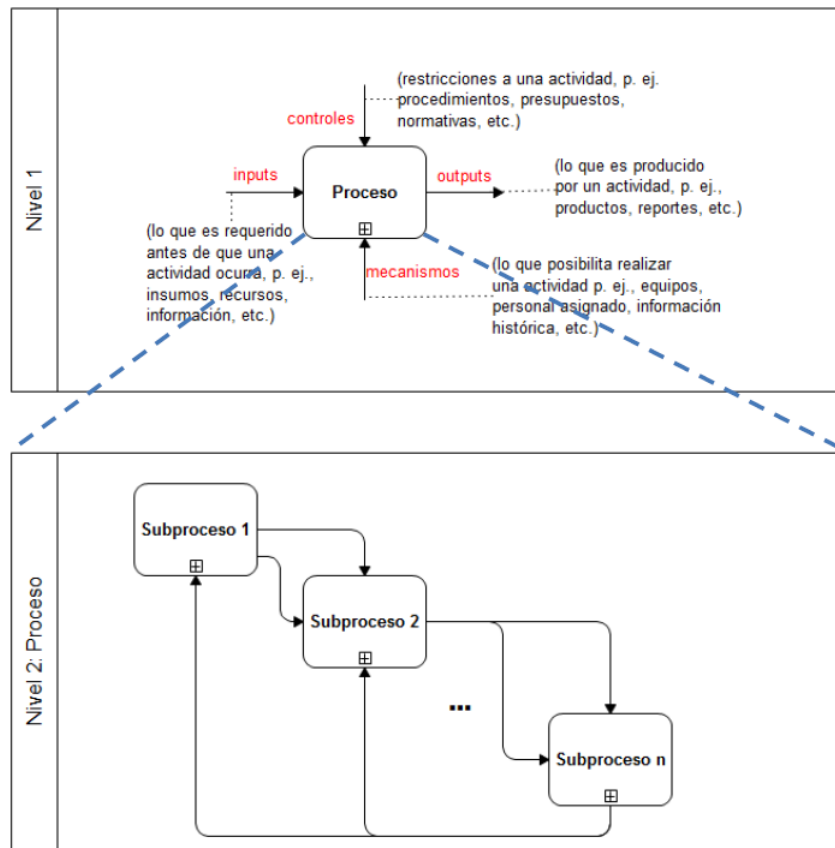 Nivel 1
(restricciones a una actividad, p. ej.
procedimientos, presupuestos,
normativas, etc.)
controles
inputs
Proceso
outputs
(lo que es producido
por un actividad, p. ej.,
productos, reportes, etc.)
(lo que es requerido
antes de que una
actividad ocurra, p. ej.,
insumos, recursos,
información, etc.)
mecanismos
(lo que posibilita realizar
una actividad p. ej., equipos,
personal asignado, información
histórica, etc.)
Nivel 2: Proceso
Subproceso 1
Subproceso 2
...
Subproceso n